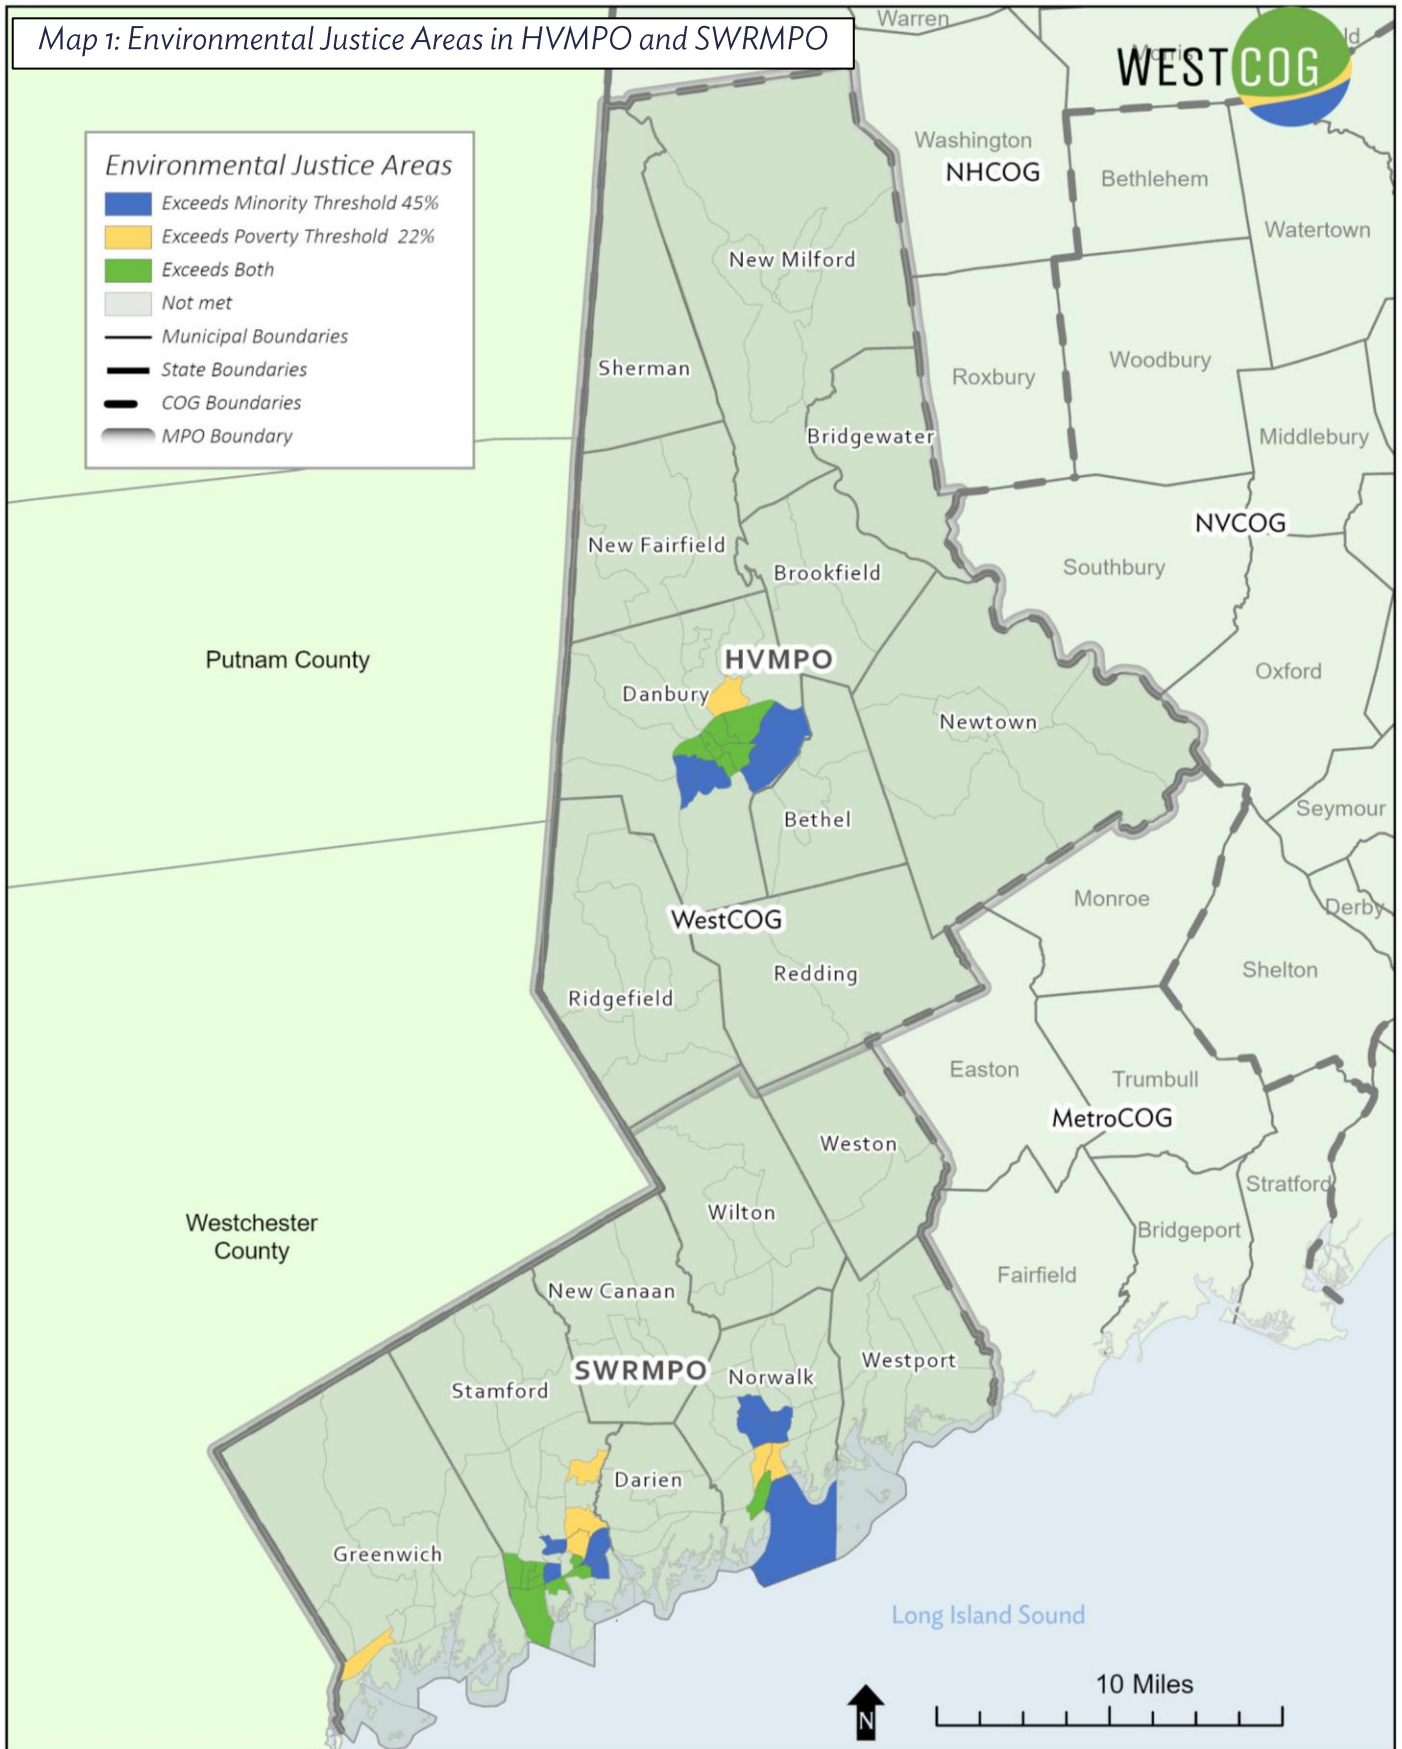 Map 1: Environmental Justice Areas in HVMPO and SWRMPO
Warren
Morris
ld
WESTCOG
Environmental Justice Areas
Exceeds Minority Threshold 45%
Exceeds Poverty Threshold 22%
Exceeds Both
Not met
Municipal Boundaries
State Boundaries
COG Boundaries
MPO Boundary
Washington
NHCOG
Bethlehem
Watertown
New Milford
Sherman
Roxbury
Woodbury
Bridgewater
Middlebury
NVCOG
New Fairfield
Brookfield
Southbury
Putnam County
HVMPO
Danbury
Newtown
Oxford
Bethel
Seymour
Monroe
Derby
WestCOG
Redding
Ridgefield
Shelton
Easton
Trumbull
MetroCOG
Weston
Wilton
Stratford
Westchester
County
Bridgeport
Fairfield
New Canaan
SWRMPO
Norwalk
Westport
Stamford
Darien
Greenwich
Long Island Sound
10 Miles
N